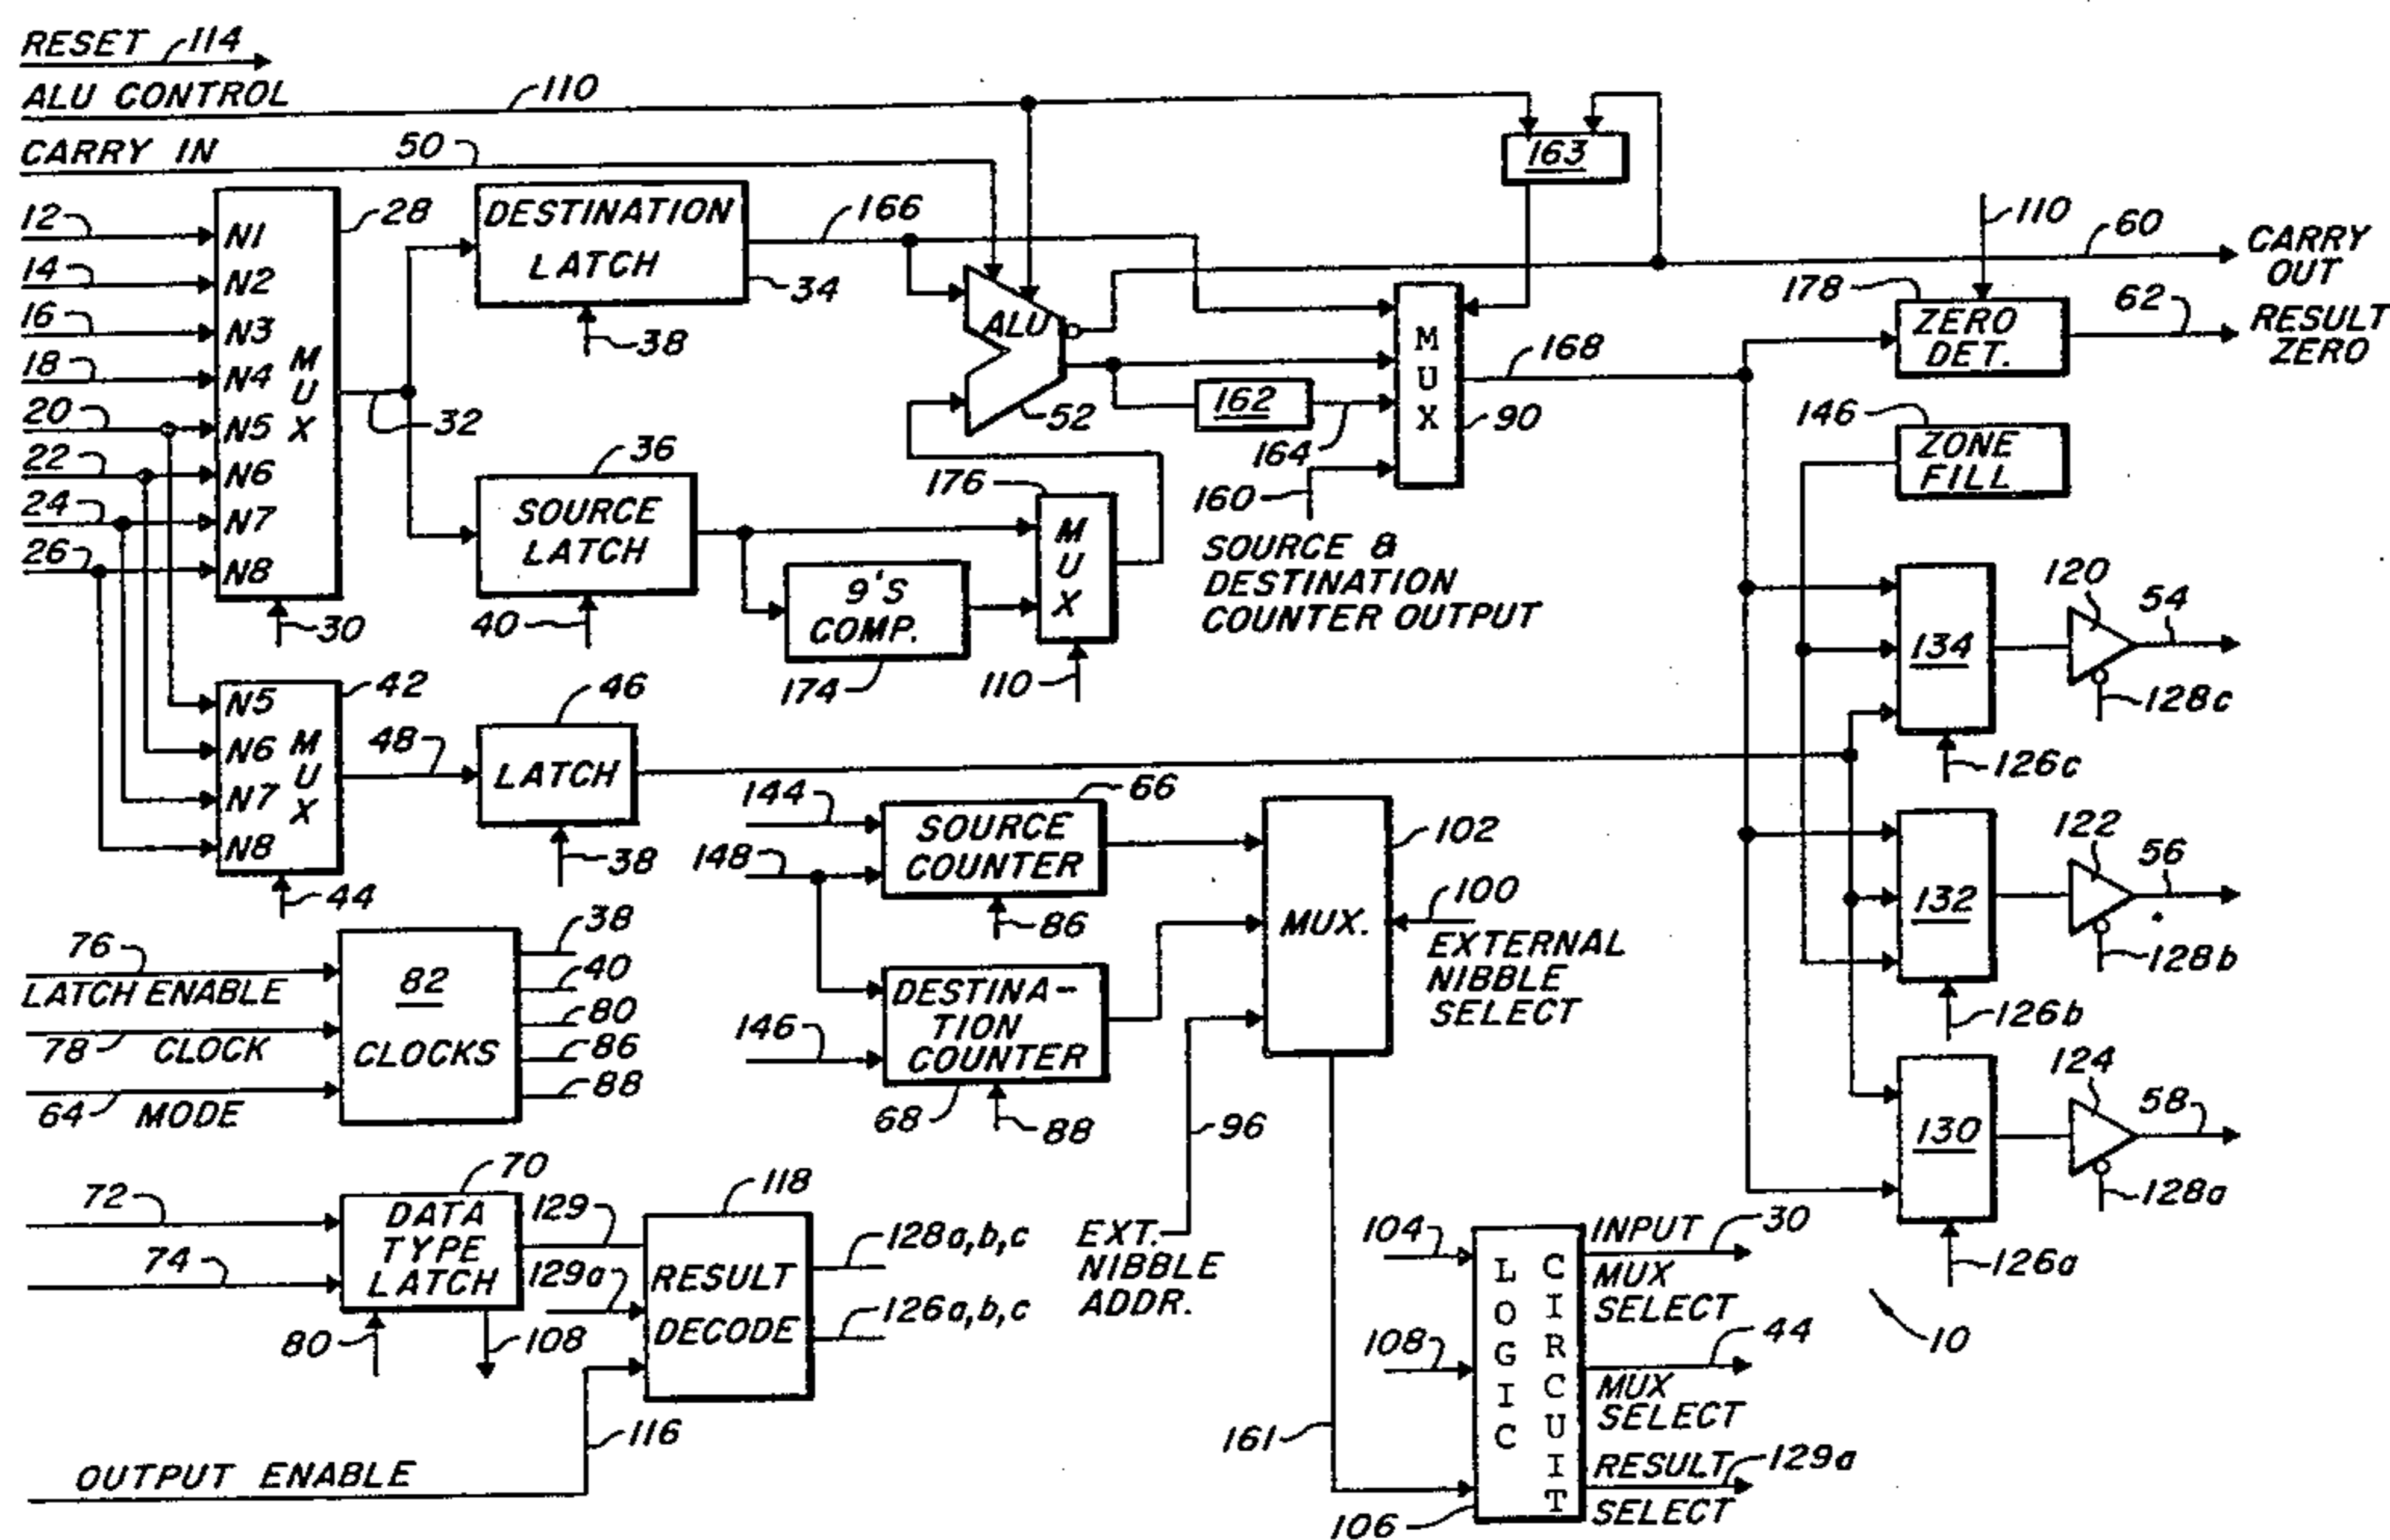 RESET 114
ALU CONTROL 110
CARRY IN 50
163
12 N1 28
14 N2
16 N3
18 N4
20 N5
22 N6
24 N7
26 N8
MUX
30
32
DESTINATION
LATCH
34
38
166
ALU
52
162
164
160
MUX
90
168
110
60
CARRY
OUT
178
ZERO
DET.
62
RESULT
ZERO
146
ZONE
FILL
36
SOURCE
LATCH
40
9'S
COMP.
174
176
MUX
110
SOURCE &
DESTINATION
COUNTER OUTPUT
134
120
54
128c
126c
42
N5
N6
N7
N8
MUX
44
48
46
LATCH
38
144
148
66
SOURCE
COUNTER
86
146
DESTINA-
TION
COUNTER
68
88
102
MUX.
100
EXTERNAL
NIBBLE
SELECT
132
122
56
128b
126b
76
LATCH ENABLE
78 CLOCK
64 MODE
82
CLOCKS
38
40
80
86
88
96
EXT.
NIBBLE
ADDR.
161
130
124
58
128a
126a
72
74
70
DATA
TYPE
LATCH
80
108
129
129a
118
RESULT
DECODE
128a,b,c
126a,b,c
116
OUTPUT ENABLE
104
108
LOGIC
CIRCUIT
106
INPUT 30
MUX
SELECT
44
MUX
SELECT
RESULT 129a
SELECT
10